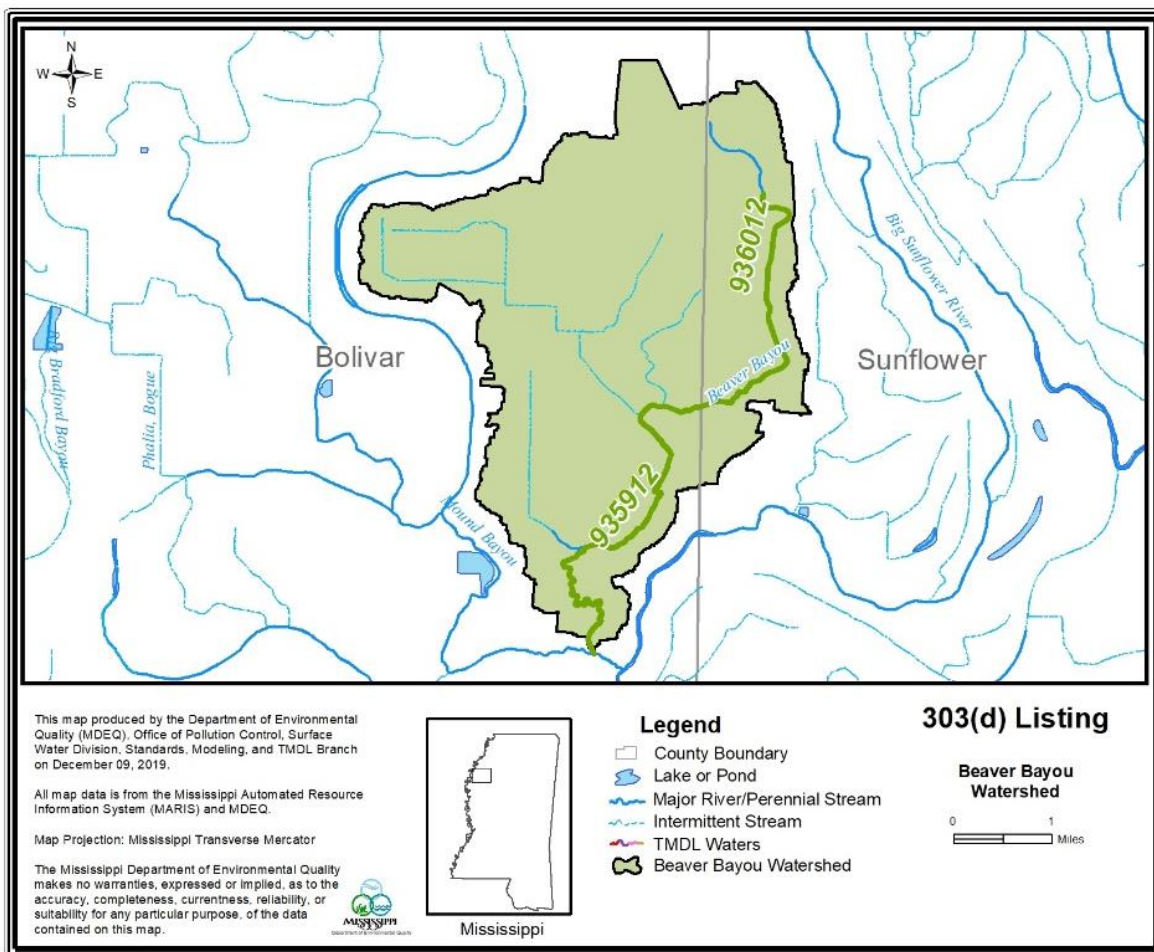 N
W E
S
936012
Big Sunflower River
Bolivar
Beaver Bayou
Sunflower
Bradford Bayou
Phalia, Bogue
935912
Mound Bayou
This map produced by the Department of Environmental
Quality (MDEQ), Office of Pollution Control, Surface
Water Division, Standards, Modeling, and TMDL Branch
on December 09, 2019.
All map data is from the Mississippi Automated Resource
Information System (MARIS) and MDEQ.
Map Projection: Mississippi Transverse Mercator
The Mississippi Department of Environmental Quality
makes no warranties, expressed or implied, as to the
accuracy, completeness, currentness, reliability, or
suitability for any particular purpose, of the data
contained on this map.
MISSISSIPPI
Department of Environmental Quality
Mississippi
Legend
County Boundary
Lake or Pond
Major River/Perennial Stream
Intermittent Stream
TMDL Waters
Beaver Bayou Watershed
303(d) Listing
Beaver Bayou
Watershed
0 1
Miles